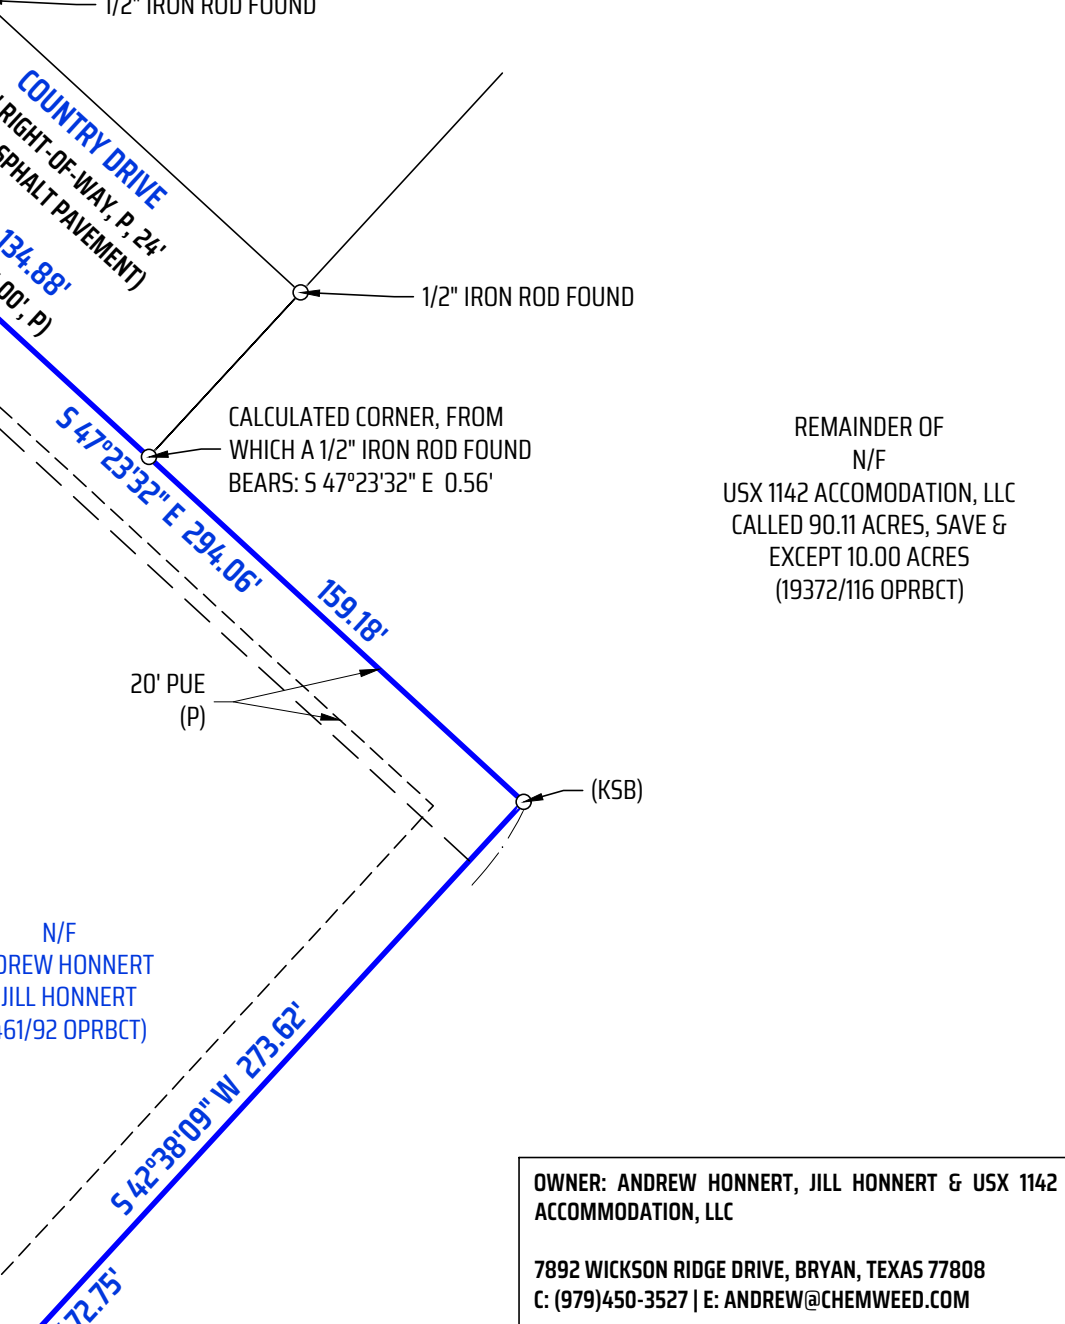 1/2" IRON ROD FOUND
COUNTRY DRIVE
RIGHT-OF-WAY, P, 24'
PHALT PAVEMENT)
134.88'
.00', P)
1/2" IRON ROD FOUND
CALCULATED CORNER, FROM
WHICH A 1/2" IRON ROD FOUND
BEARS: S 47°23'32" E 0.56'
S 47°23'32" E 294.06'
159.18'
REMAINDER OF
N/F
USX 1142 ACCOMODATION, LLC
CALLED 90.11 ACRES, SAVE &
EXCEPT 10.00 ACRES
(19372/116 OPRBCT)
20' PUE
(P)
(KSB)
N/F
DREW HONNERT
JILL HONNERT
461/92 OPRBCT)
S 42°38'09" W 273.62'
72.75'
OWNER: ANDREW HONNERT, JILL HONNERT & USX 1142
ACCOMMODATION, LLC
7892 WICKSON RIDGE DRIVE, BRYAN, TEXAS 77808
C: (979)450-3527 | E: ANDREW@CHEMWEED.COM